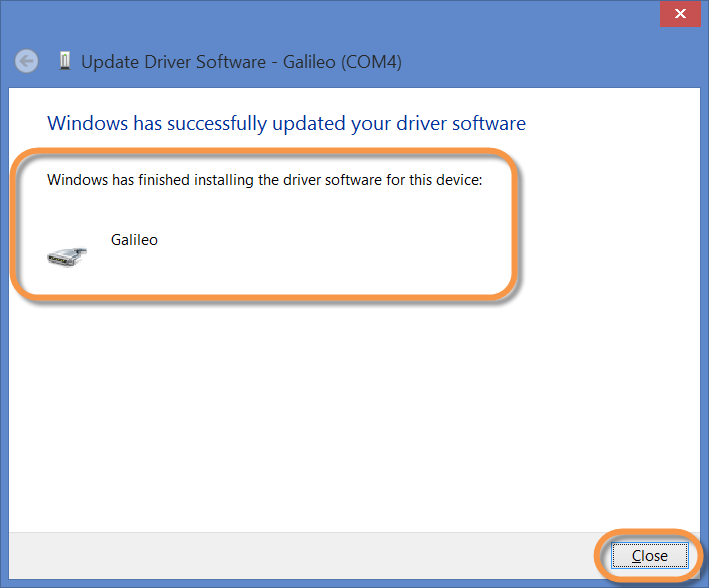 Update Driver Software - Galileo (COM4)
Windows has successfully updated your driver software
Windows has finished installing the driver software for this device:
Galileo
Close